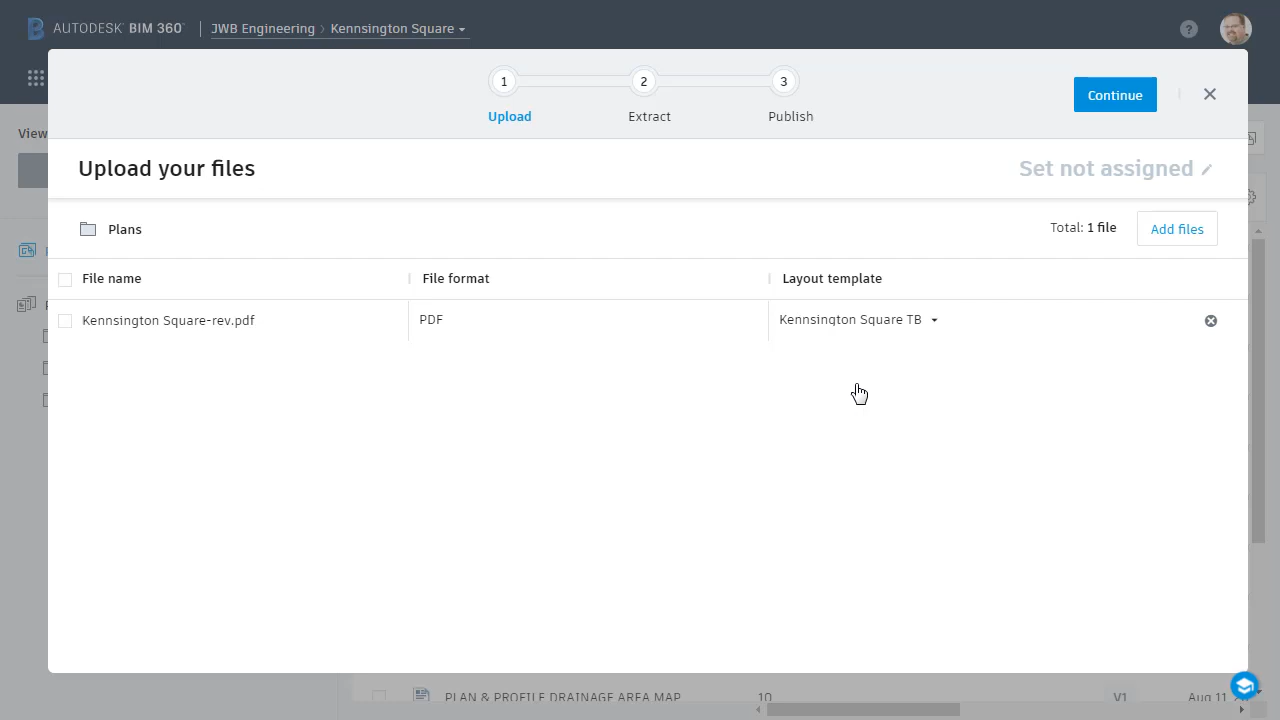 AUTODESK® BIM 360™ JWB Engineering › Kennsington Square
?
1 2 3
Upload Extract Publish
Continue
View
Upload your files
Set not assigned
Plans
Total: 1 file
Add files
File name File format Layout template
Kennsington Square-rev.pdf PDF Kennsington Square TB
PLAN & PROFILE DRAINAGE AREA MAP 10 V1 Aug 11,